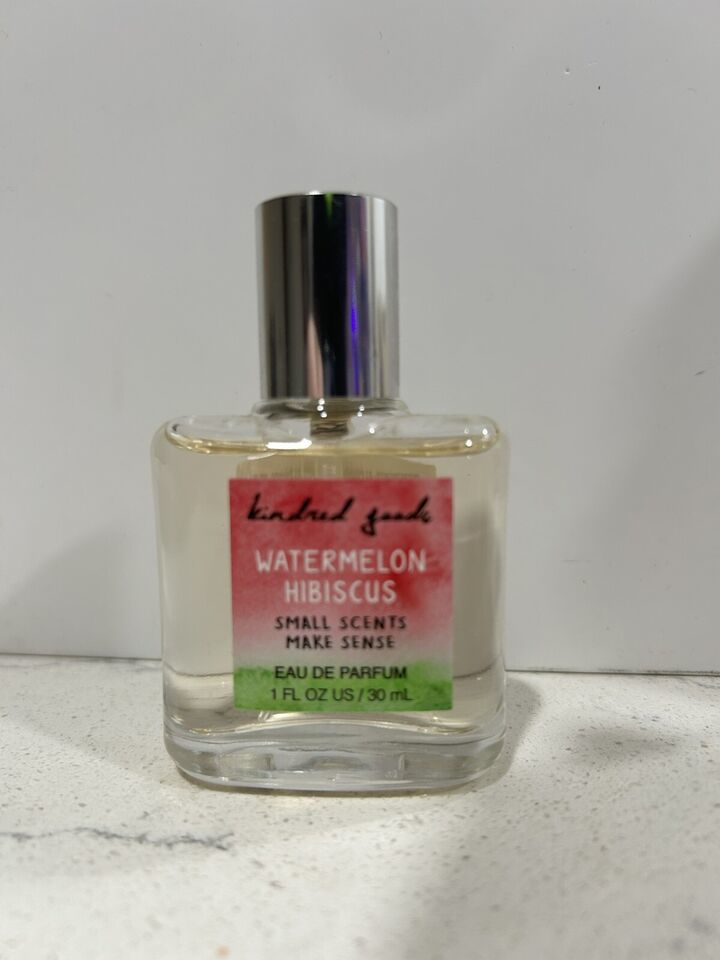 kindred goods
WATERMELON
HIBISCUS
SMALL SCENTS
MAKE SENSE
EAU DE PARFUM
1 FL OZ US / 30 mL